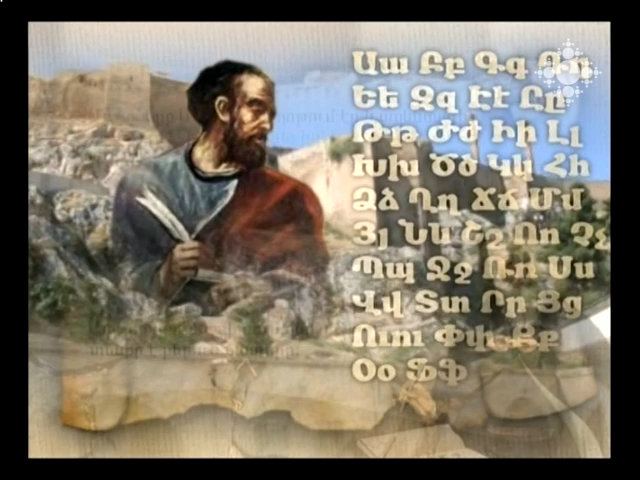 Աա Բբ Գգ Դդ
Եե Զզ Էէ Ըը
Թթ Ժժ Իի Լլ
Խխ Ծծ Կկ Հհ
Ձձ Ղղ Ճճ Մմ
Յյ Նն Շշ Ոո Չչ
Պպ Ջջ Ռռ Սս
Վվ Տտ Րր Ցց
Ուու Փփ Քք
Օօ Ֆֆ